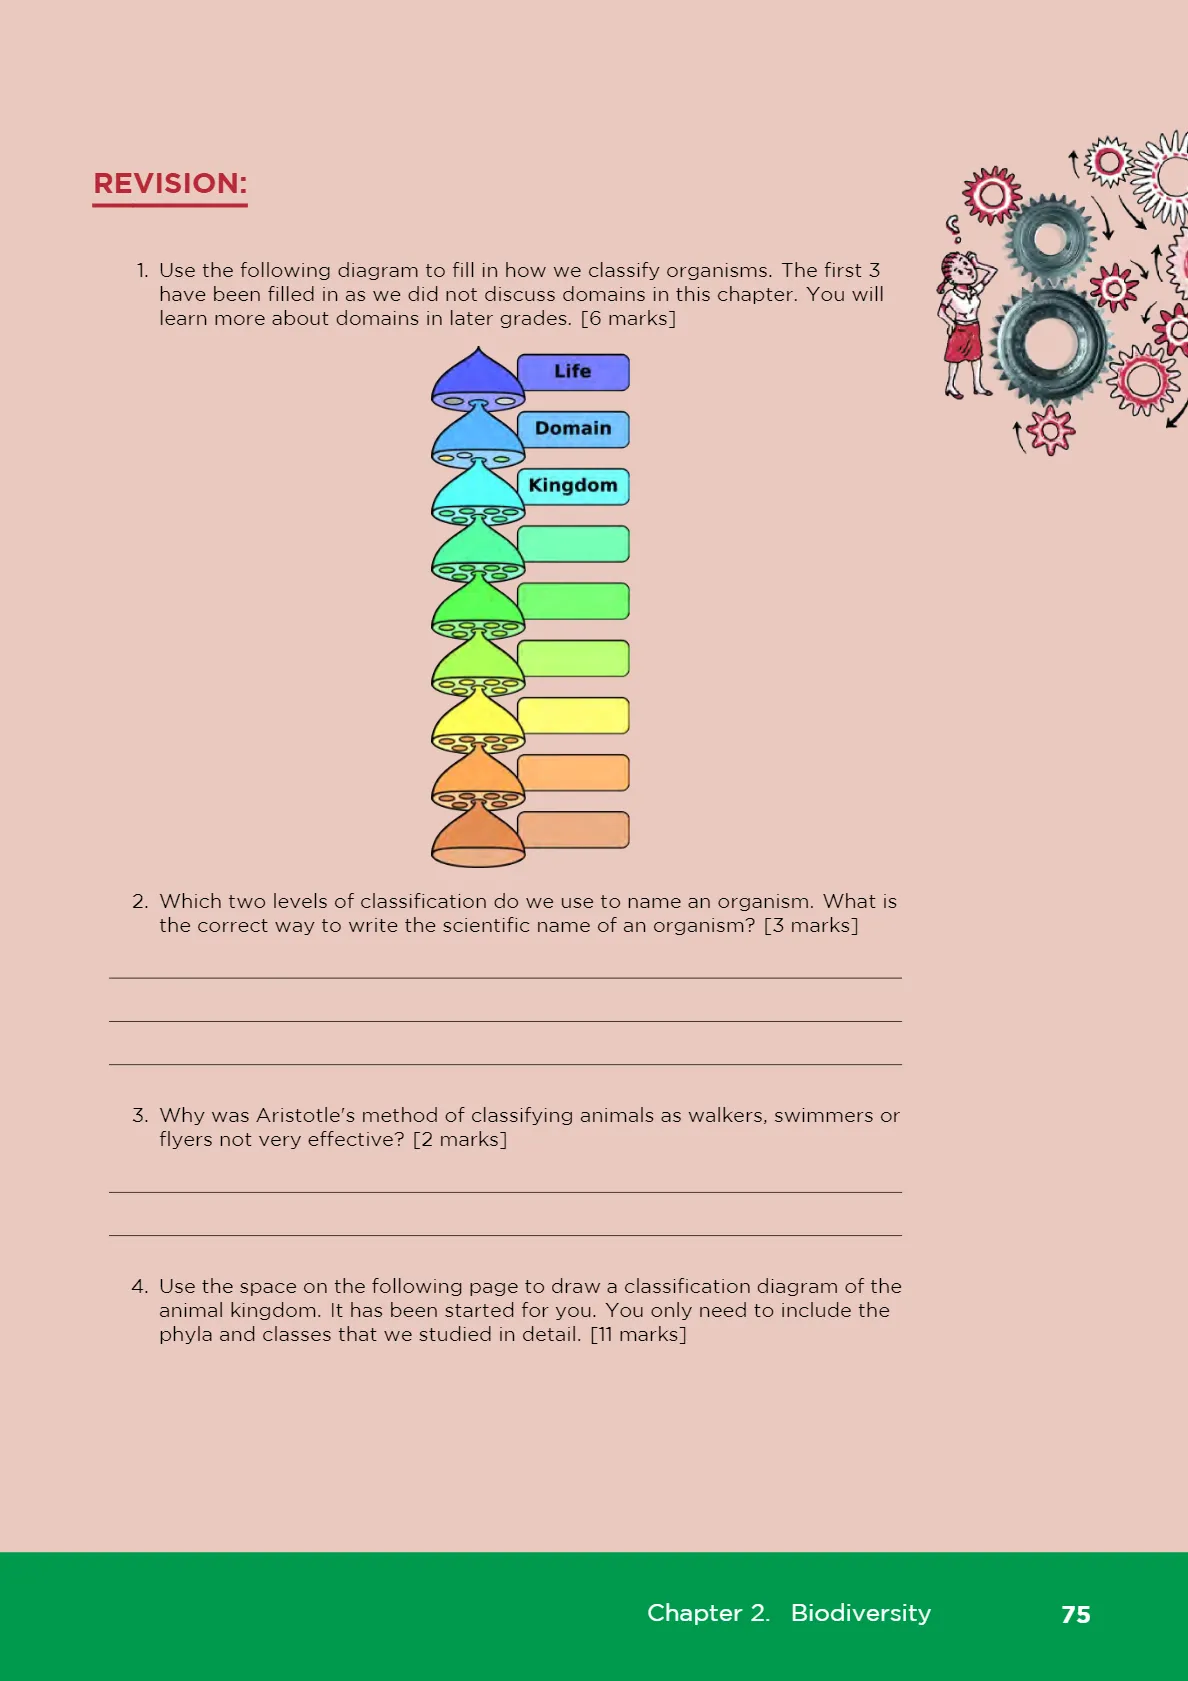 REVISION:
1. Use the following diagram to fill in how we classify organisms. The first 3
have been filled in as we did not discuss domains in this chapter. You will
learn more about domains in later grades. [6 marks]
Life
Domain
Kingdom
2. Which two levels of classification do we use to name an organism. What is
the correct way to write the scientific name of an organism? [3 marks]
3. Why was Aristotle's method of classifying animals as walkers, swimmers or
flyers not very effective? [2 marks]
4. Use the space on the following page to draw a classification diagram of the
animal kingdom. It has been started for you. You only need to include the
phyla and classes that we studied in detail. [11 marks]
Chapter 2. Biodiversity 75